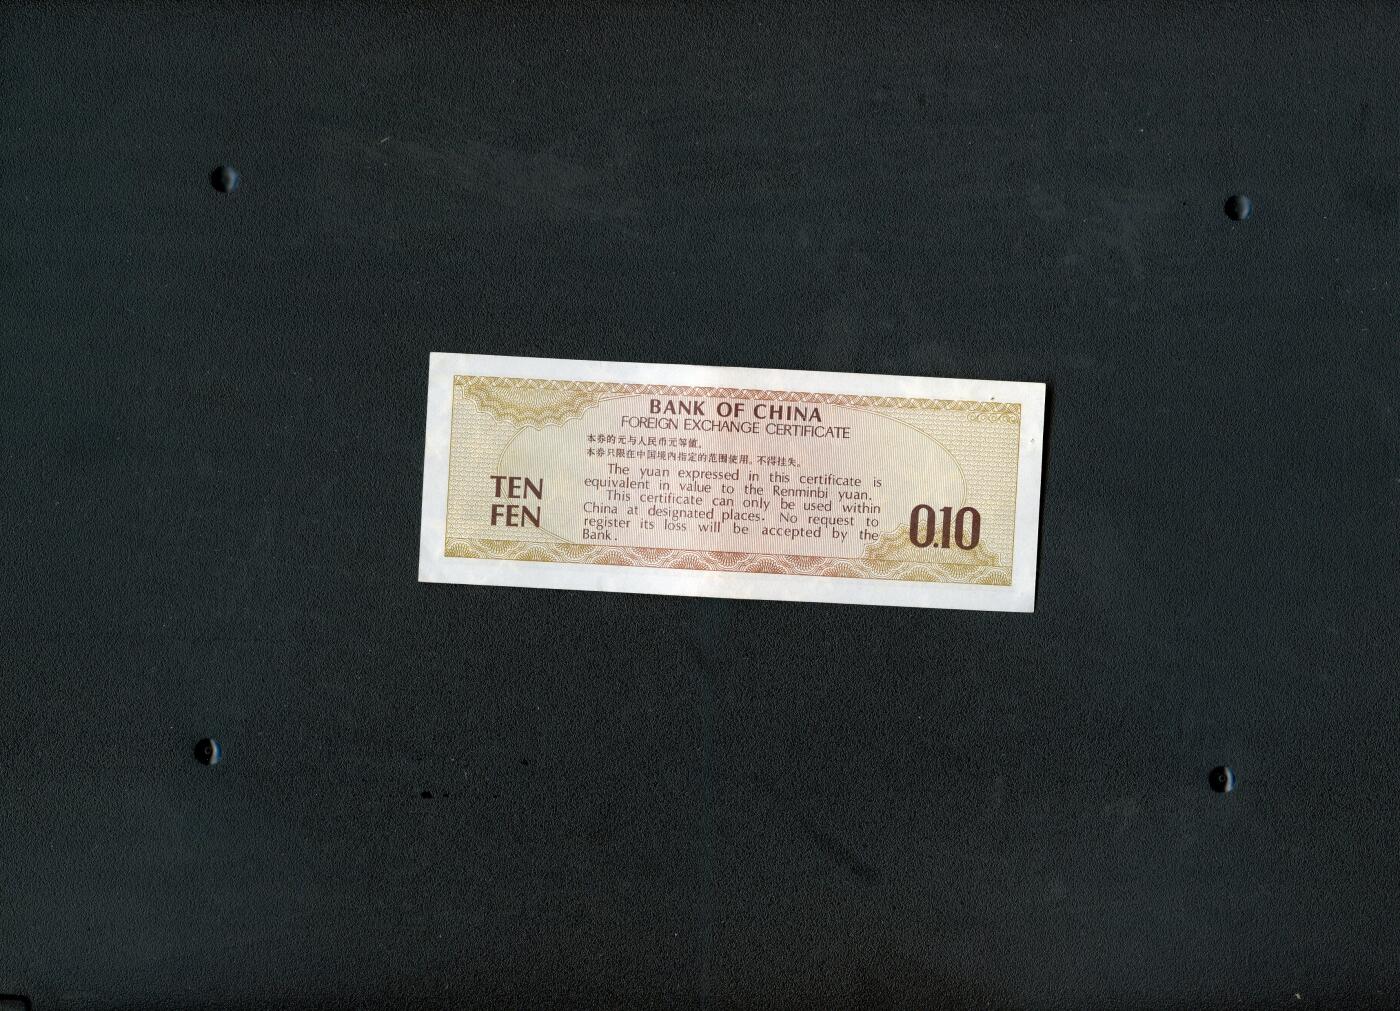 BANK OF CHINA
FOREIGN EXCHANGE CERTIFICATE
本券的元与人民币元等值。
本券只限在中国境内指定的范围使用。不得挂失。
The yuan expressed in this certificate is
equivalent in value to the Renminbi yuan.
This certificate can only be used within
China at designated places. No request to
register its loss will be accepted by the
Bank.
TEN
FEN
0.10